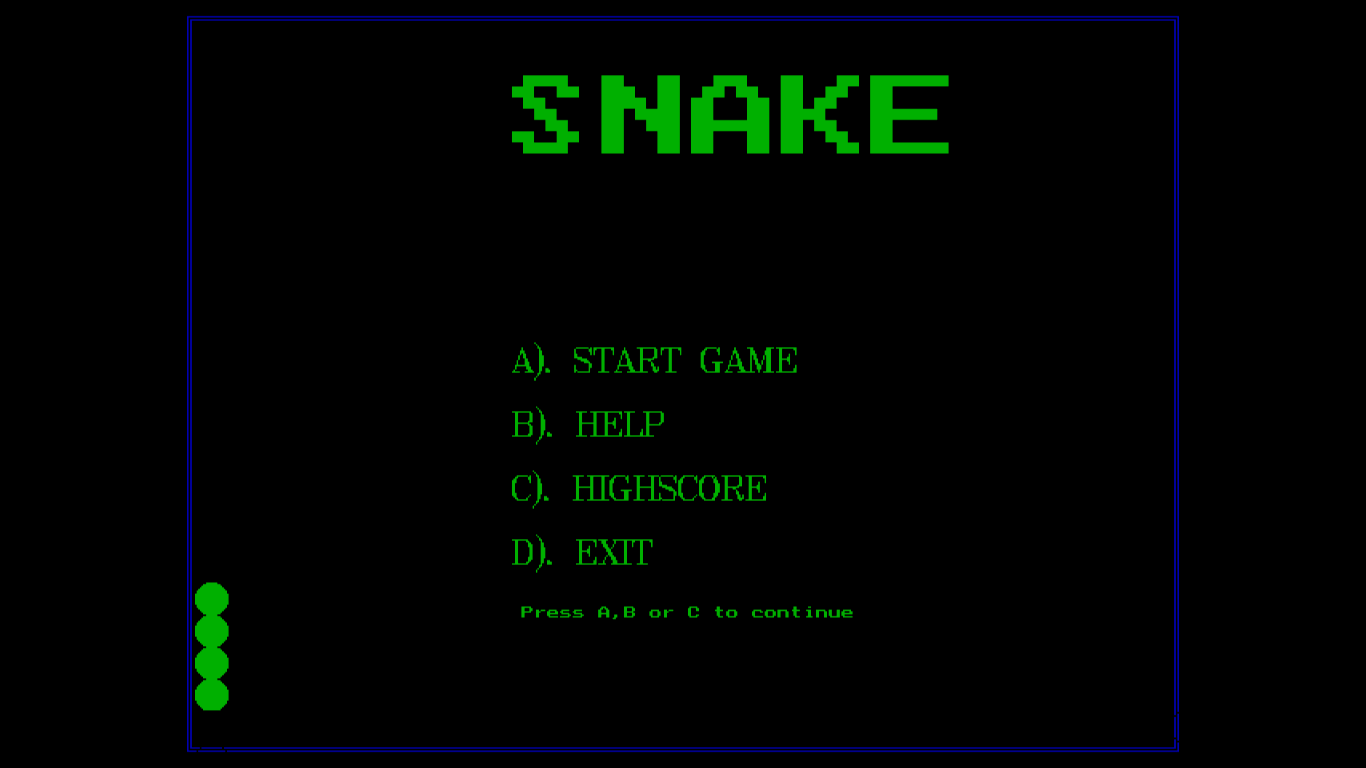 SNAKE
A). START GAME
B). HELP
C). HIGHSCORE
D). EXIT
Press A,B or C to continue